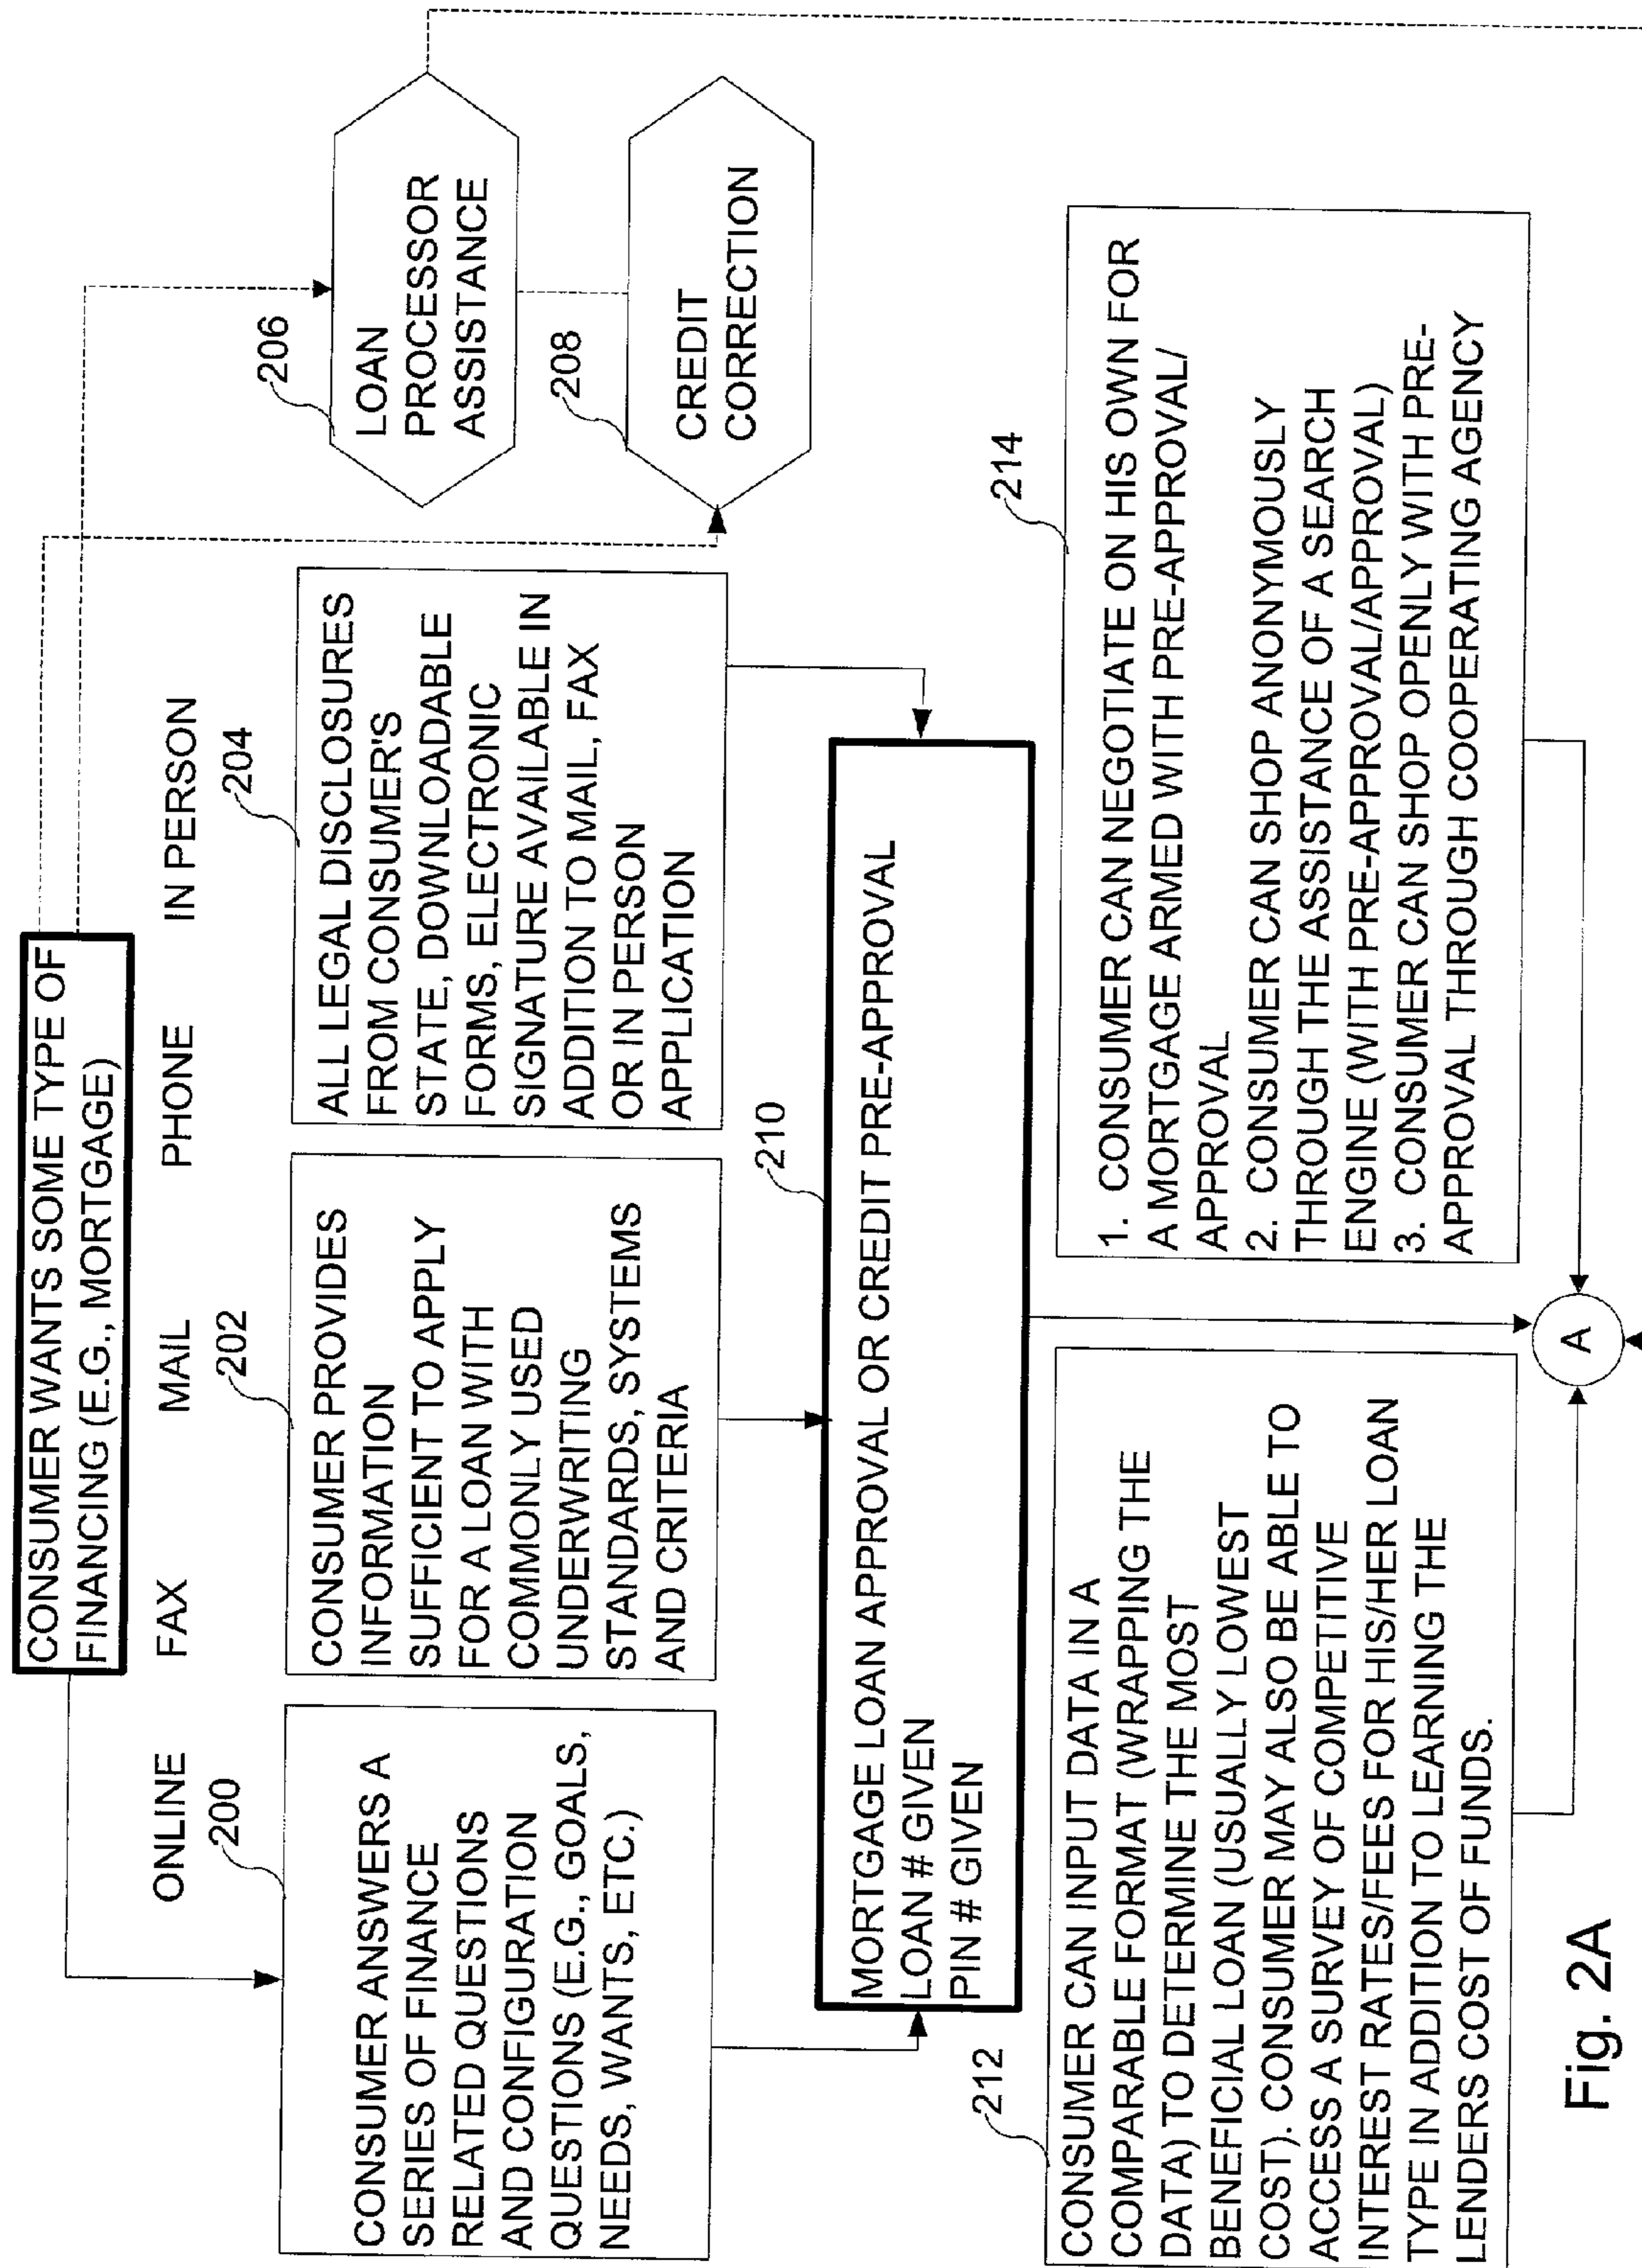 CONSUMER WANTS SOME TYPE OF
FINANCING (E.G., MORTGAGE)
ONLINE FAX MAIL PHONE IN PERSON
200
CONSUMER ANSWERS A
SERIES OF FINANCE
RELATED QUESTIONS
AND CONFIGURATION
QUESTIONS (E.G., GOALS,
NEEDS, WANTS, ETC.)
202
CONSUMER PROVIDES
INFORMATION
SUFFICIENT TO APPLY
FOR A LOAN WITH
COMMONLY USED
UNDERWRITING
STANDARDS, SYSTEMS
AND CRITERIA
204
ALL LEGAL DISCLOSURES
FROM CONSUMER'S
STATE, DOWNLOADABLE
FORMS, ELECTRONIC
SIGNATURE AVAILABLE IN
ADDITION TO MAIL, FAX
OR IN PERSON
APPLICATION
206
LOAN
PROCESSOR
ASSISTANCE
208
CREDIT
CORRECTION
210
MORTGAGE LOAN APPROVAL OR CREDIT PRE-APPROVAL
LOAN # GIVEN
PIN # GIVEN
212
CONSUMER CAN INPUT DATA IN A
COMPARABLE FORMAT (WRAPPING THE
DATA) TO DETERMINE THE MOST
BENEFICIAL LOAN (USUALLY LOWEST
COST). CONSUMER MAY ALSO BE ABLE TO
ACCESS A SURVEY OF COMPETITIVE
INTEREST RATES/FEES FOR HIS/HER LOAN
TYPE IN ADDITION TO LEARNING THE
LENDERS COST OF FUNDS.
214
1. CONSUMER CAN NEGOTIATE ON HIS OWN FOR
A MORTGAGE ARMED WITH PRE-APPROVAL/
APPROVAL
2. CONSUMER CAN SHOP ANONYMOUSLY
THROUGH THE ASSISTANCE OF A SEARCH
ENGINE (WITH PRE-APPROVAL/APPROVAL)
3. CONSUMER CAN SHOP OPENLY WITH PRE-
APPROVAL THROUGH COOPERATING AGENCY
A
Fig. 2A